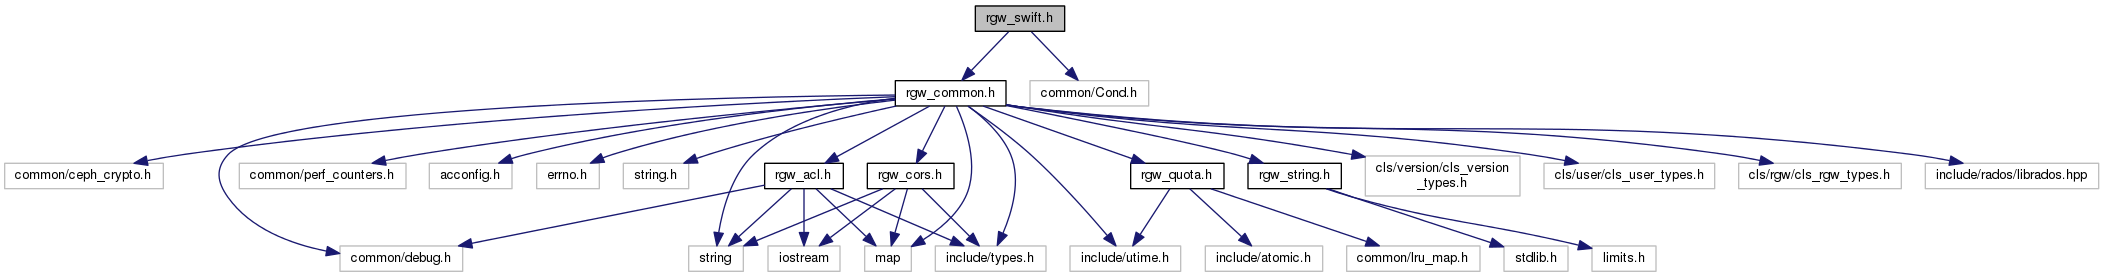 rgw_swift.h
rgw_common.h
common/Cond.h
common/ceph_crypto.h
common/perf_counters.h
acconfig.h
errno.h
string.h
rgw_acl.h
rgw_cors.h
rgw_quota.h
rgw_string.h
cls/version/cls_version
_types.h
cls/user/cls_user_types.h
cls/rgw/cls_rgw_types.h
include/rados/librados.hpp
common/debug.h
string
iostream
map
include/types.h
include/utime.h
include/atomic.h
common/lru_map.h
stdlib.h
limits.h